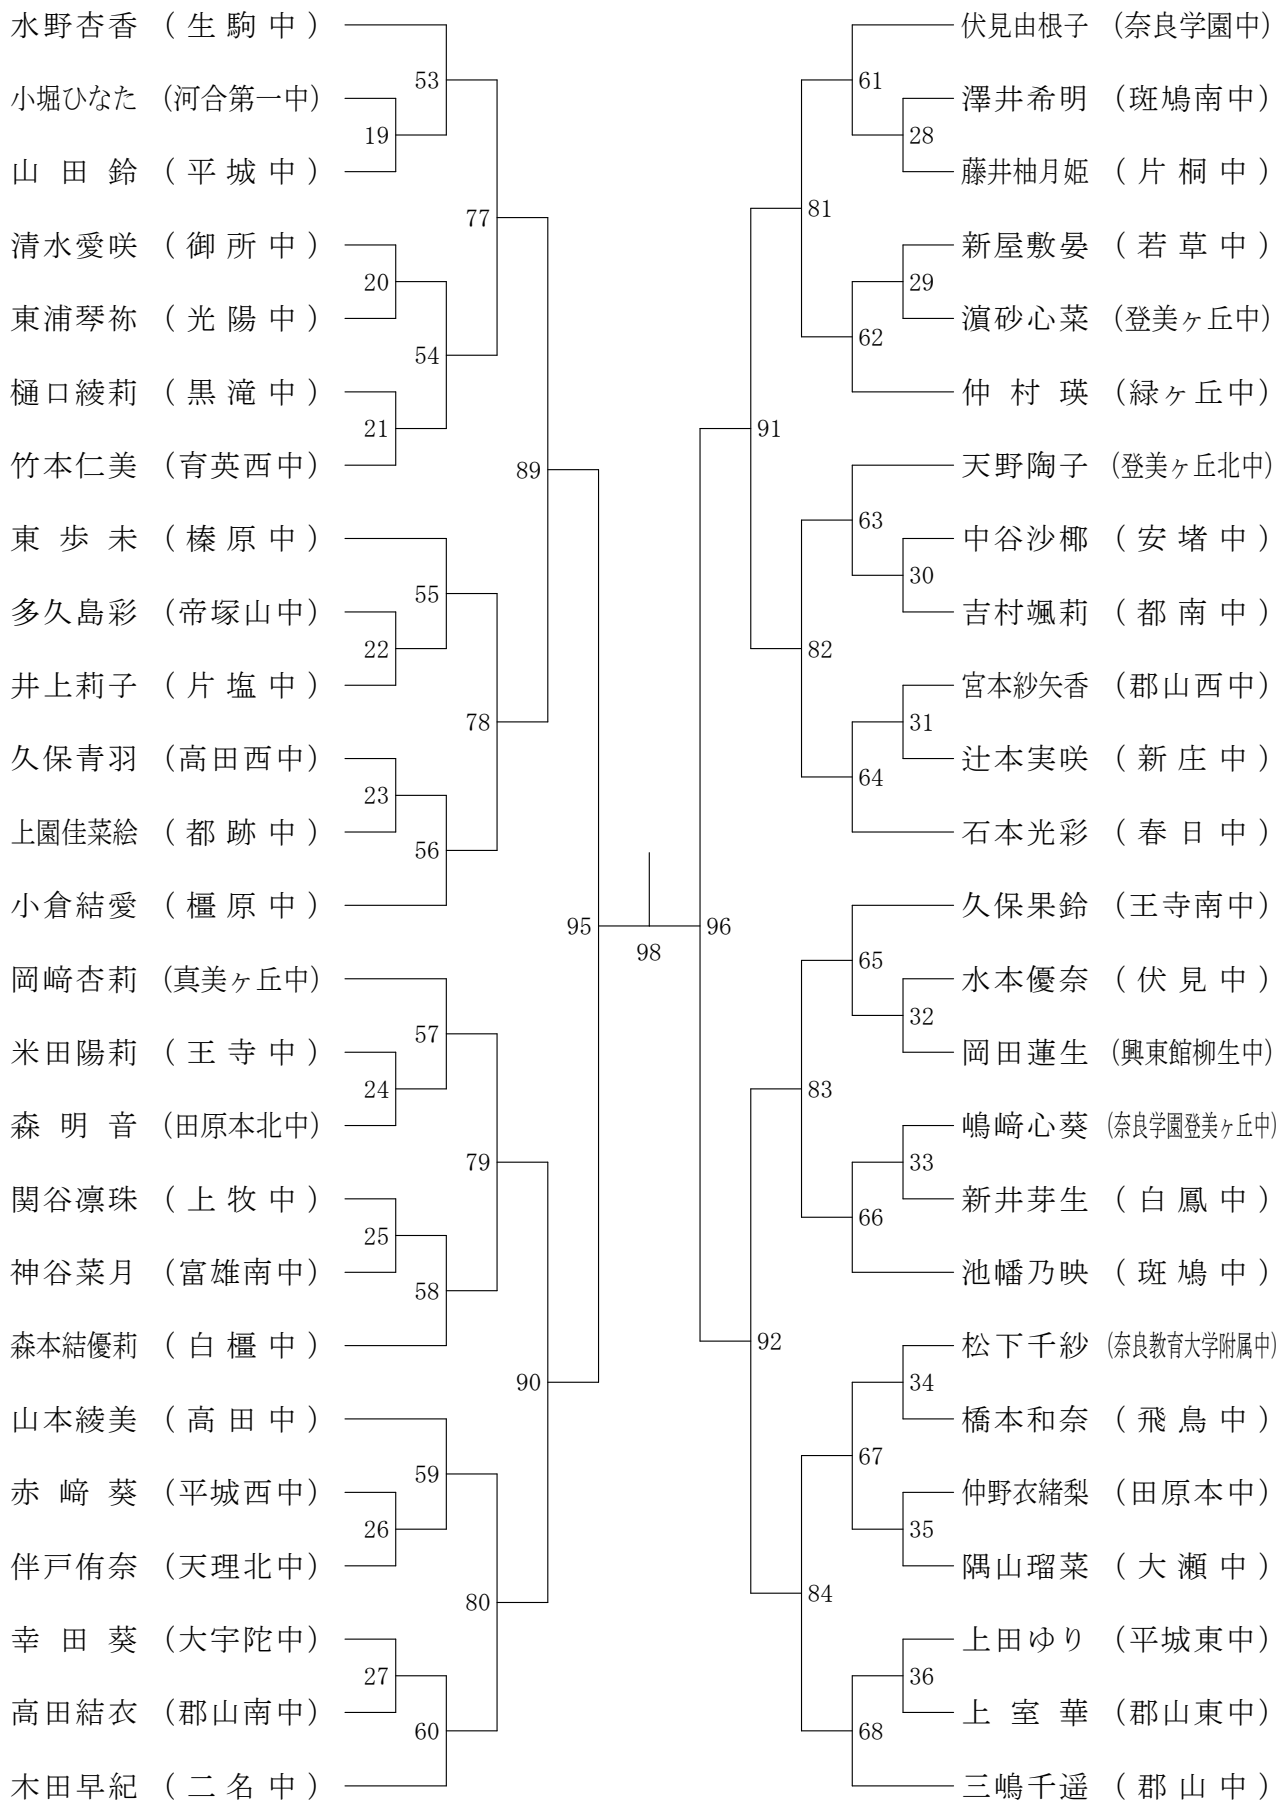 水野杏香 (生駒中)
小堀ひなた (河合第一中)
山田鈴 (平城中)
清水愛咲 (御所中)
東浦琴祢 (光陽中)
樋口綾莉 (黒滝中)
竹本仁美 (育英西中)
東歩未 (榛原中)
多久島彩 (帝塚山中)
井上莉子 (片塩中)
久保青羽 (高田西中)
上園佳菜絵 (都跡中)
小倉結愛 (橿原中)
岡﨑杏莉 (真美ヶ丘中)
米田陽莉 (王寺中)
森明音 (田原本北中)
関谷凛珠 (上牧中)
神谷菜月 (富雄南中)
森本結優莉 (白橿中)
山本綾美 (高田中)
赤﨑葵 (平城西中)
伴戸侑奈 (天理北中)
幸田葵 (大宇陀中)
高田結衣 (郡山南中)
木田早紀 (二名中)
19
20
21
22
23
24
25
26
27
53
54
55
56
57
58
59
60
77
78
79
80
89
90
95
98
96
91
92
81
82
83
84
61
62
63
64
65
66
67
68
28
29
30
31
32
33
34
35
36
伏見由根子 (奈良学園中)
澤井希明 (斑鳩南中)
藤井柚月姫 (片桐中)
新屋敷晏 (若草中)
濵砂心菜 (登美ヶ丘中)
仲村瑛 (緑ヶ丘中)
天野陶子 (登美ヶ丘北中)
中谷沙椰 (安堵中)
吉村颯莉 (都南中)
宮本紗矢香 (郡山西中)
辻本実咲 (新庄中)
石本光彩 (春日中)
久保果鈴 (王寺南中)
水本優奈 (伏見中)
岡田蓮生 (興東館柳生中)
嶋﨑心葵 (奈良学園登美ヶ丘中)
新井芽生 (白鳳中)
池幡乃映 (斑鳩中)
松下千紗 (奈良教育大学附属中)
橋本和奈 (飛鳥中)
仲野衣緒梨 (田原本中)
隅山瑠菜 (大瀬中)
上田ゆり (平城東中)
上室華 (郡山東中)
三嶋千遥 (郡山中)